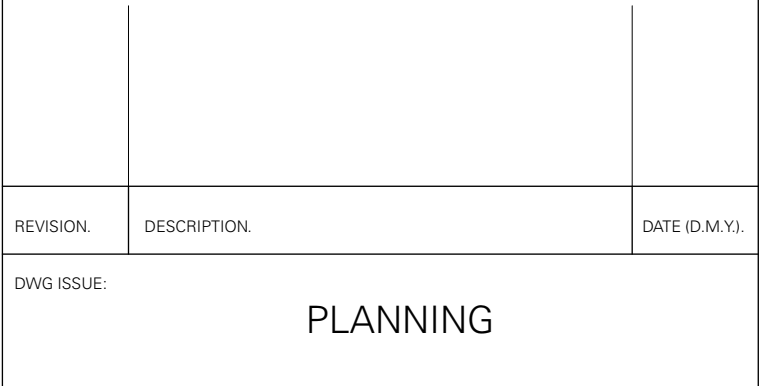 REVISION. DESCRIPTION. DATE (D.M.Y.).
DWG ISSUE:
PLANNING